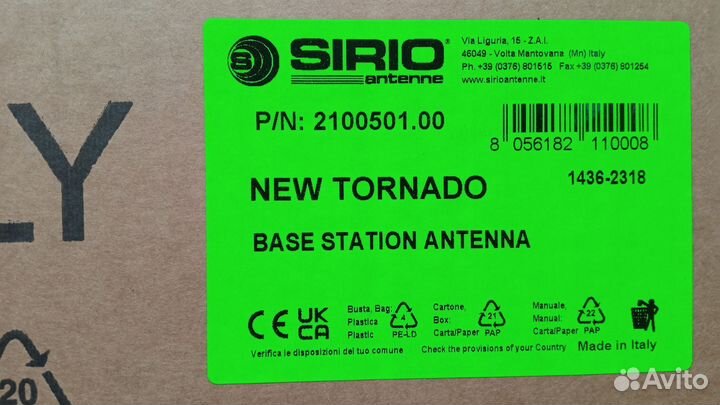 SIRIO
antenne
Via Liguria, 15 - Z.A.I.
46049 - Volta Mantovana (Mn) Italy
Ph. +39 (0376) 801515 Fax +39 (0376) 801254
www.sirioantenne.it
P/N: 2100501.00
8 056182 110008
NEW TORNADO
1436-2318
BASE STATION ANTENNA
LY
CE UK CA
Busta, Bag:
Plastica
Plastic
4
PE-LD
Cartone,
Box:
Carta/Paper
21
PAP
Manuale,
Manual:
Carta/Paper
22
PAP
Verifica le disposizioni del tuo comune
Check the provisions of your Country
Made in Italy
20
Avito